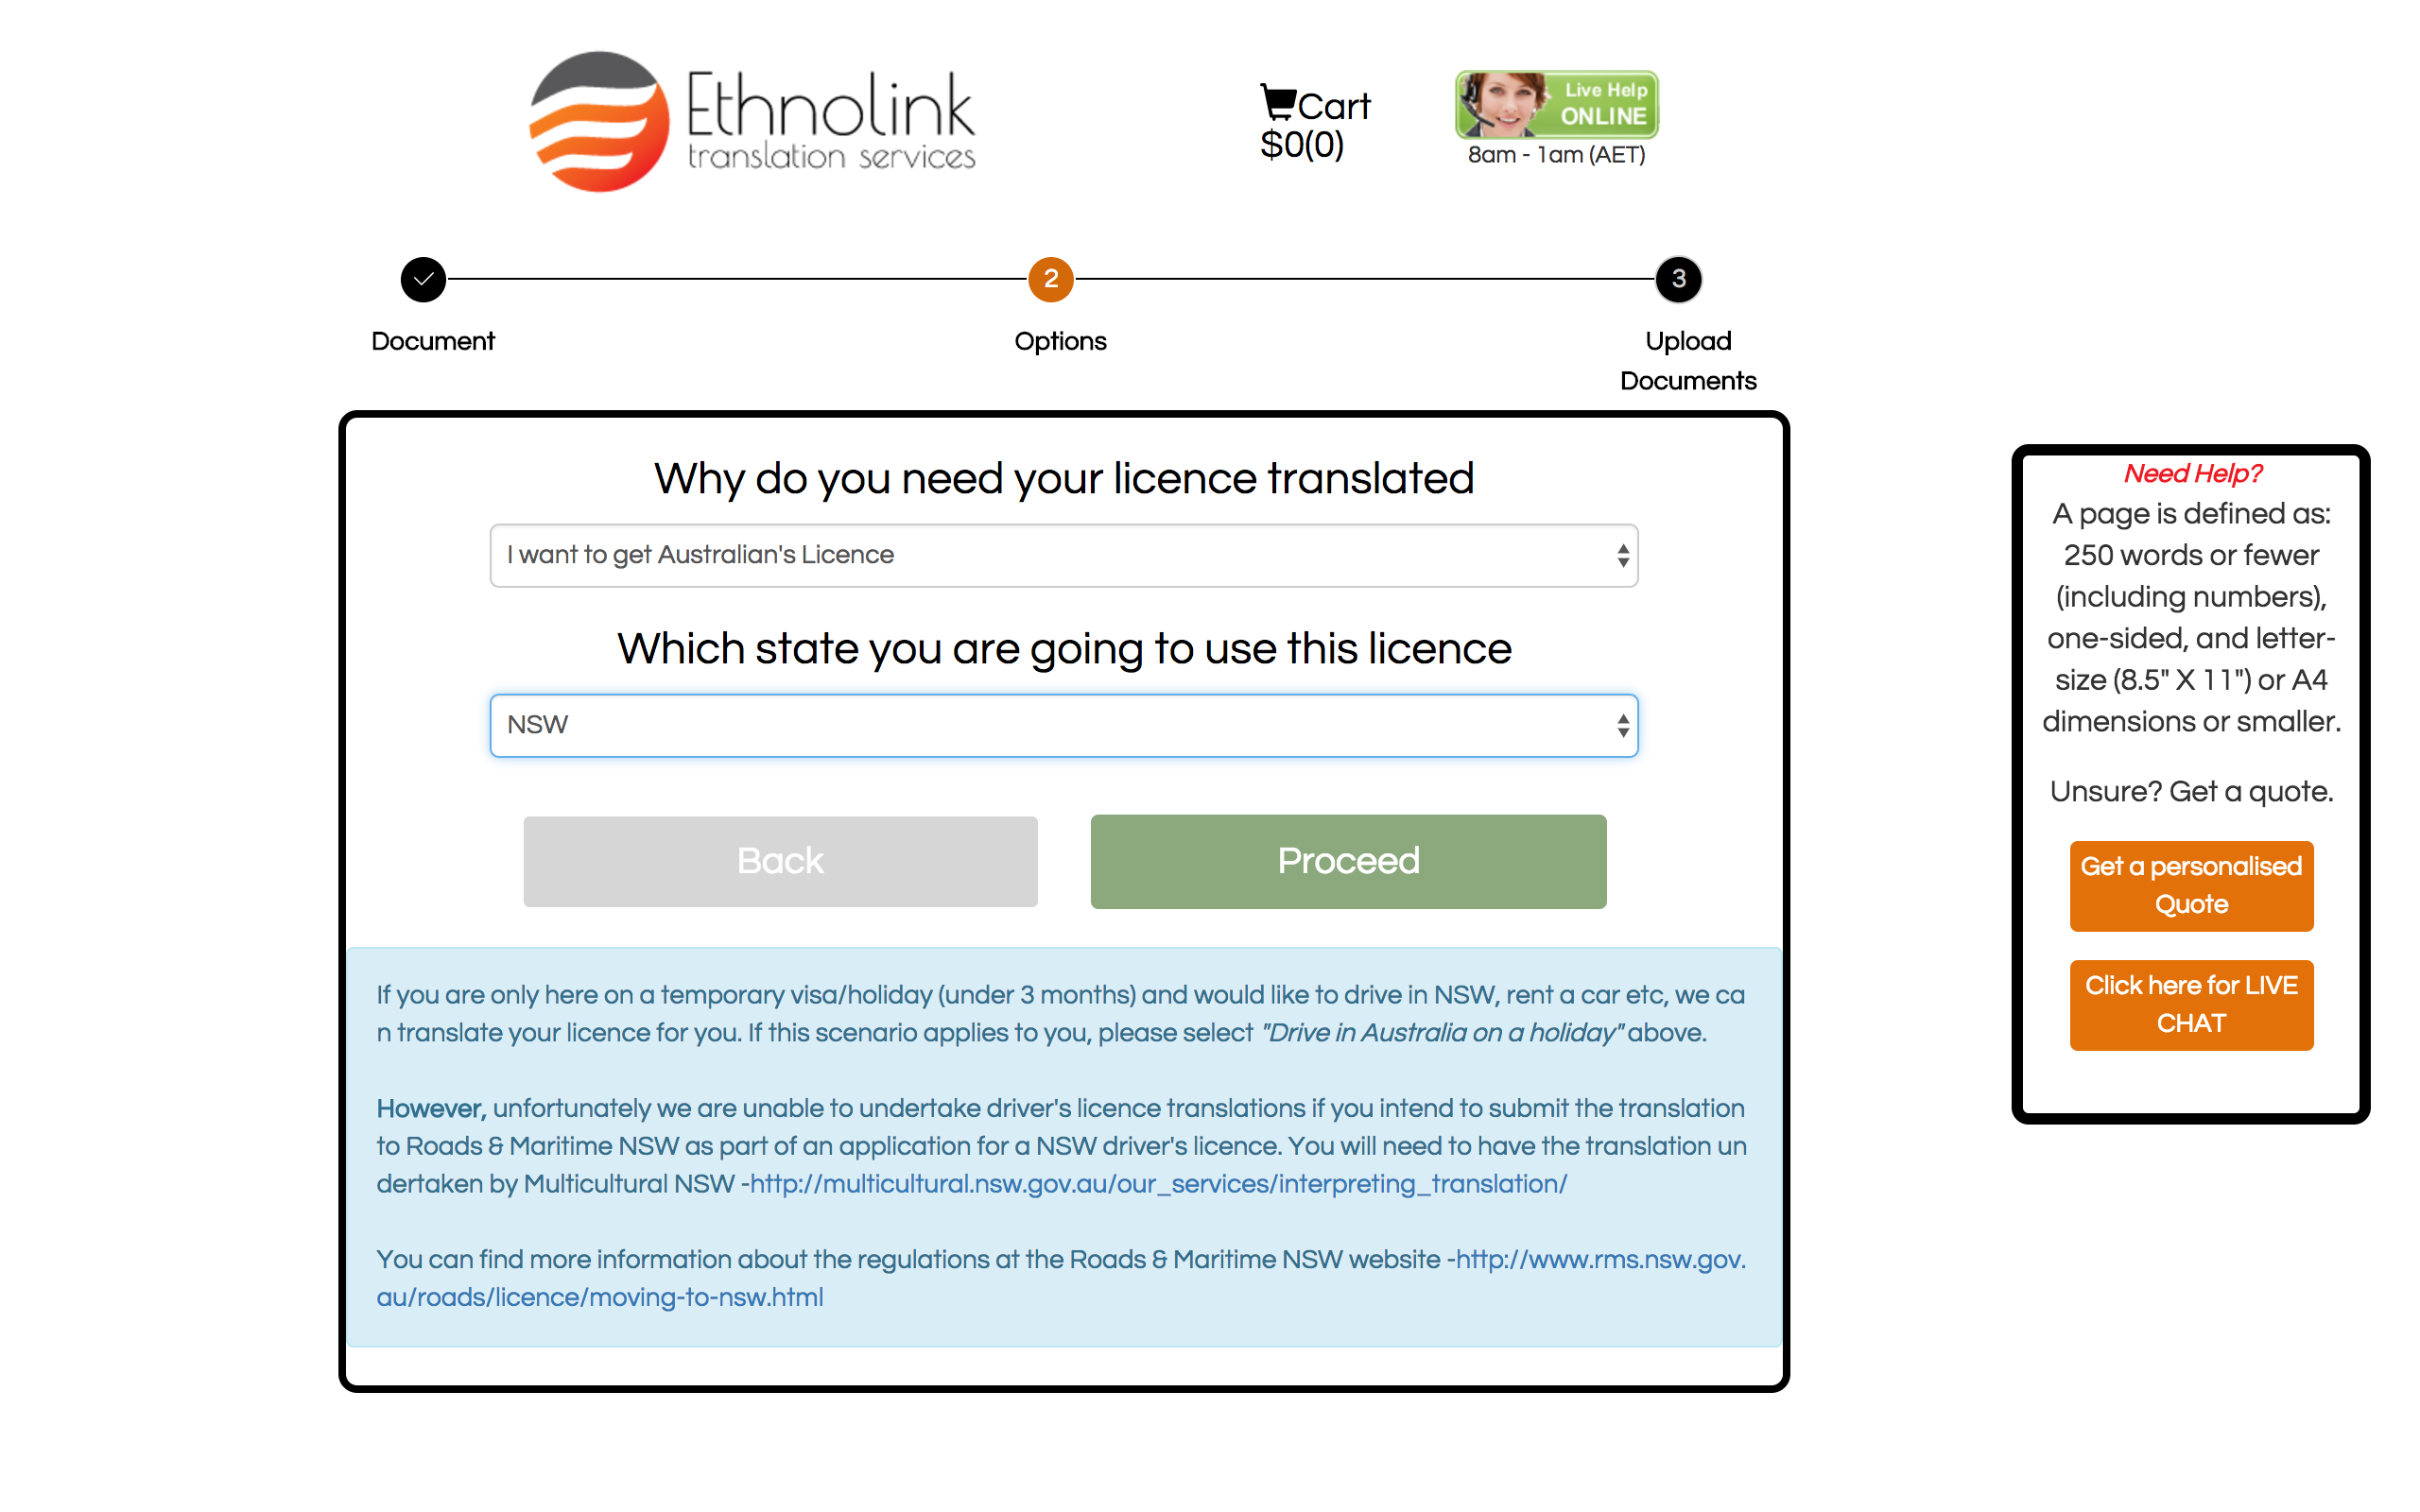 Ethnolink
translation services
Cart
$0(0)
Live Help
ONLINE
8am - 1am (AET)
2
3
Document
Options
Upload
Documents
Why do you need your licence translated
I want to get Australian's Licence
Which state you are going to use this licence
NSW
Back
Proceed
If you are only here on a temporary visa/holiday (under 3 months) and would like to drive in NSW, rent a car etc, we ca
n translate your licence for you. If this scenario applies to you, please select "Drive in Australia on a holiday" above.
However, unfortunately we are unable to undertake driver's licence translations if you intend to submit the translation
to Roads & Maritime NSW as part of an application for a NSW driver's licence. You will need to have the translation un
dertaken by Multicultural NSW -http://multicultural.nsw.gov.au/our_services/interpreting_translation/
You can find more information about the regulations at the Roads & Maritime NSW website -http://www.rms.nsw.gov.
au/roads/licence/moving-to-nsw.html
Need Help?
A page is defined as:
250 words or fewer
(including numbers),
one-sided, and letter-
size (8.5" X 11") or A4
dimensions or smaller.
Unsure? Get a quote.
Get a personalised
Quote
Click here for LIVE
CHAT